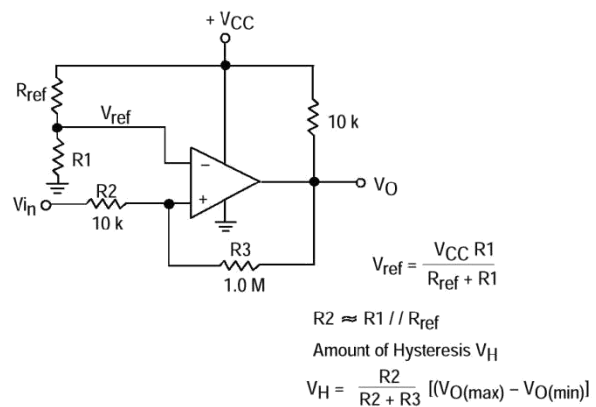 + VCC
Rref
Vref
10 k
R1
−
VO
Vin
R2
+
10 k
R3
1.0 M
Vref = VCC R1 / Rref + R1
R2 ≈ R1 // Rref
Amount of Hysteresis VH
VH = R2 / R2 + R3 [(VO(max) − VO(min)]